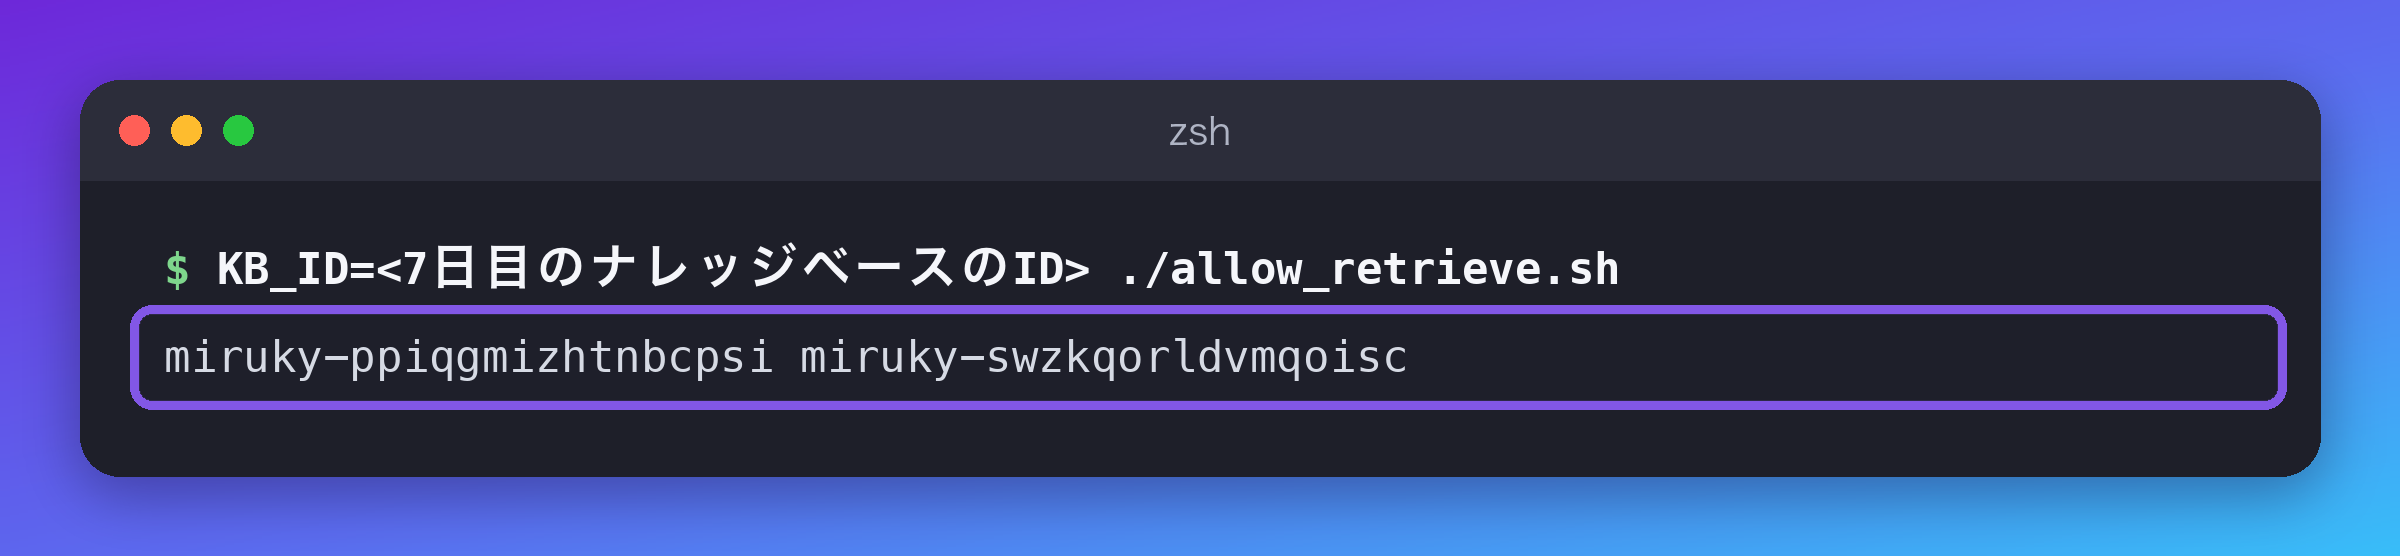 zsh
$ KB_ID=<7日目のナレッジベースのID> ./allow_retrieve.sh
miruky-ppiqgmizhtnbcpsi miruky-swzkqorldvmqoisc